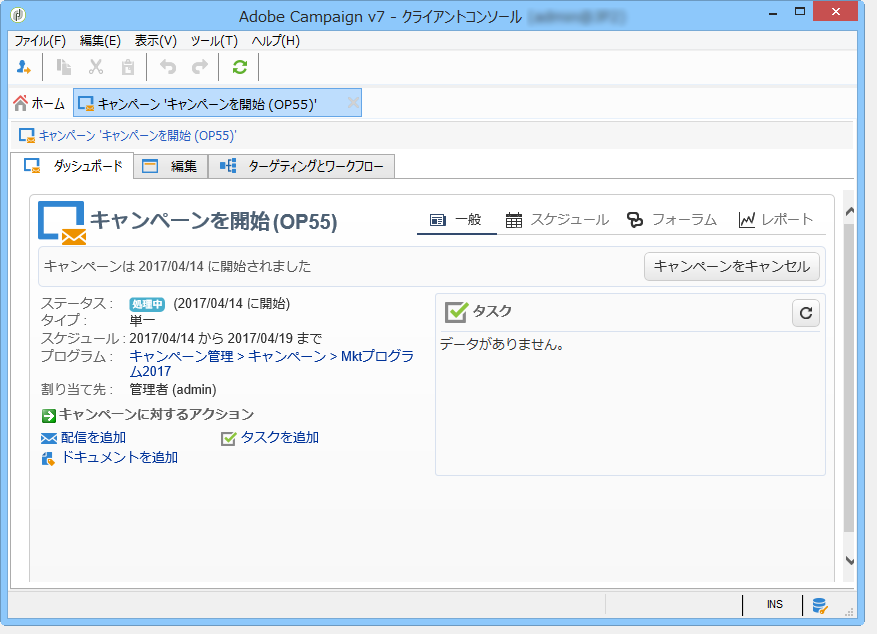 Adobe Campaign v7 - クライアントコンソール
ファイル(F) 編集(E) 表示(V) ツール(T) ヘルプ(H)
ホーム キャンペーン 'キャンペーンを開始 (OP55)'
キャンペーン 'キャンペーンを開始 (OP55)'
ダッシュボード 編集 ターゲティングとワークフロー
キャンペーンを開始 (OP55) 一般 スケジュール フォーラム レポート
キャンペーンは 2017/04/14 に開始されました キャンペーンをキャンセル
ステータス : 処理中 (2017/04/14 に開始)
タイプ : 単一
スケジュール : 2017/04/14 から 2017/04/19 まで
プログラム : キャンペーン管理 > キャンペーン > Mktプログラ
ム2017
割り当て先 : 管理者 (admin)
キャンペーンに対するアクション
配信を追加 タスクを追加
ドキュメントを追加
タスク
データがありません。
INS